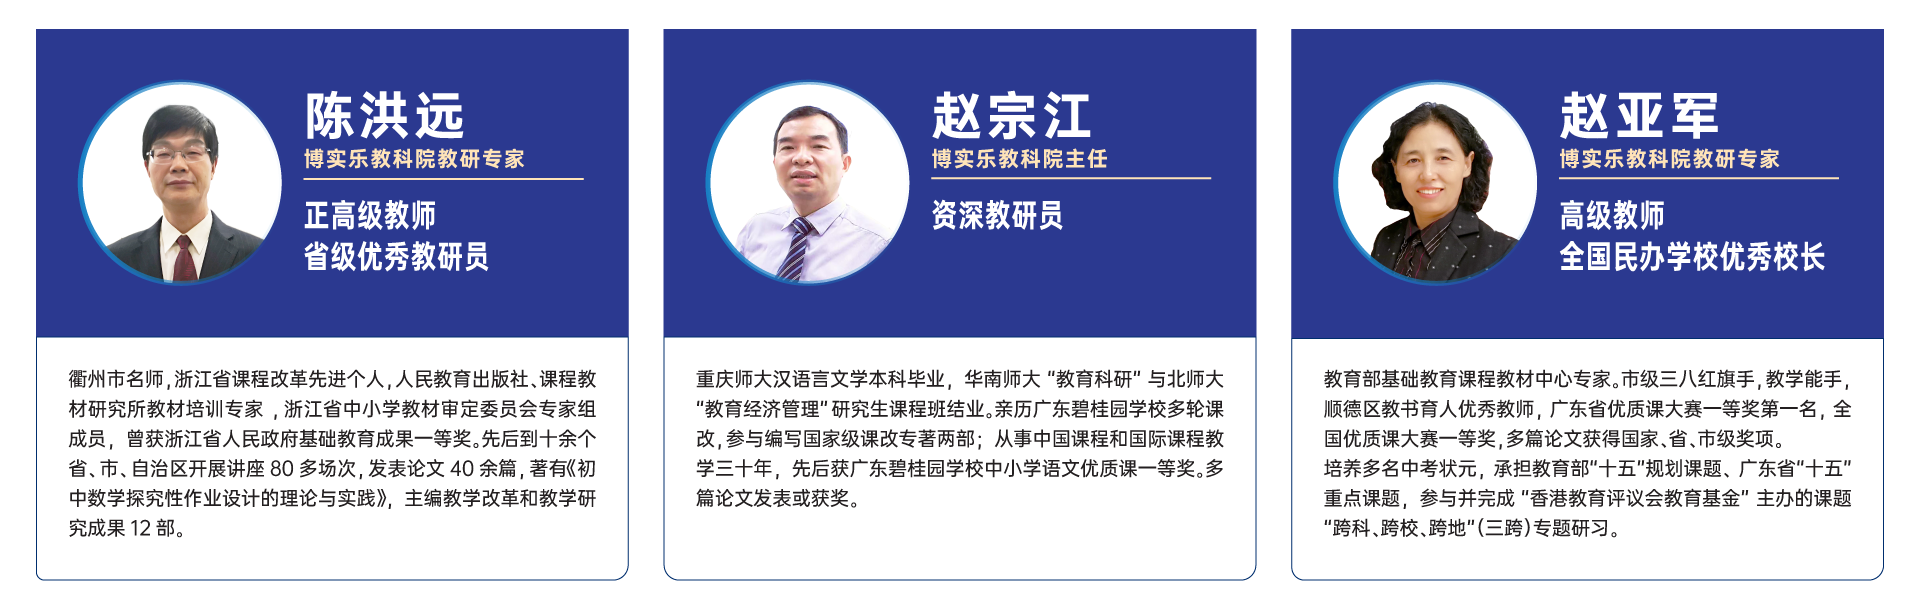 陈洪远
博实乐教科院教研专家
正高级教师
省级优秀教研员
衢州市名师,浙江省课程改革先进个人,人民教育出版社、课程教
材研究所教材培训专家 ,浙江省中小学教材审定委员会专家组
成员, 曾获浙江省人民政府基础教育成果一等奖。先后到十余个
省、市、自治区开展讲座 80 多场次,发表论文 40 余篇,著有《初
中数学探究性作业设计的理论与实践》, 主编教学改革和教学研
究成果 12 部。
赵宗江
博实乐教科院主任
资深教研员
重庆师大汉语言文学本科毕业, 华南师大 “教育科研” 与北师大
“教育经济管理” 研究生课程班结业。亲历广东碧桂园学校多轮课
改,参与编写国家级课改专著两部; 从事中国课程和国际课程教
学三十年, 先后获广东碧桂园学校中小学语文优质课一等奖。多
篇论文发表或获奖。
赵亚军
博实乐教科院教研专家
高级教师
全国民办学校优秀校长
教育部基础教育课程教材中心专家。市级三八红旗手,教学能手,
顺德区教书育人优秀教师, 广东省优质课大赛一等奖第一名, 全
国优质课大赛一等奖,多篇论文获得国家、省、市级奖项。
培养多名中考状元, 承担教育部“十五”规划课题、广东省“十五”
重点课题, 参与并完成 “香港教育评议会教育基金” 主办的课题
“跨科、跨校、跨地”(三跨)专题研习。